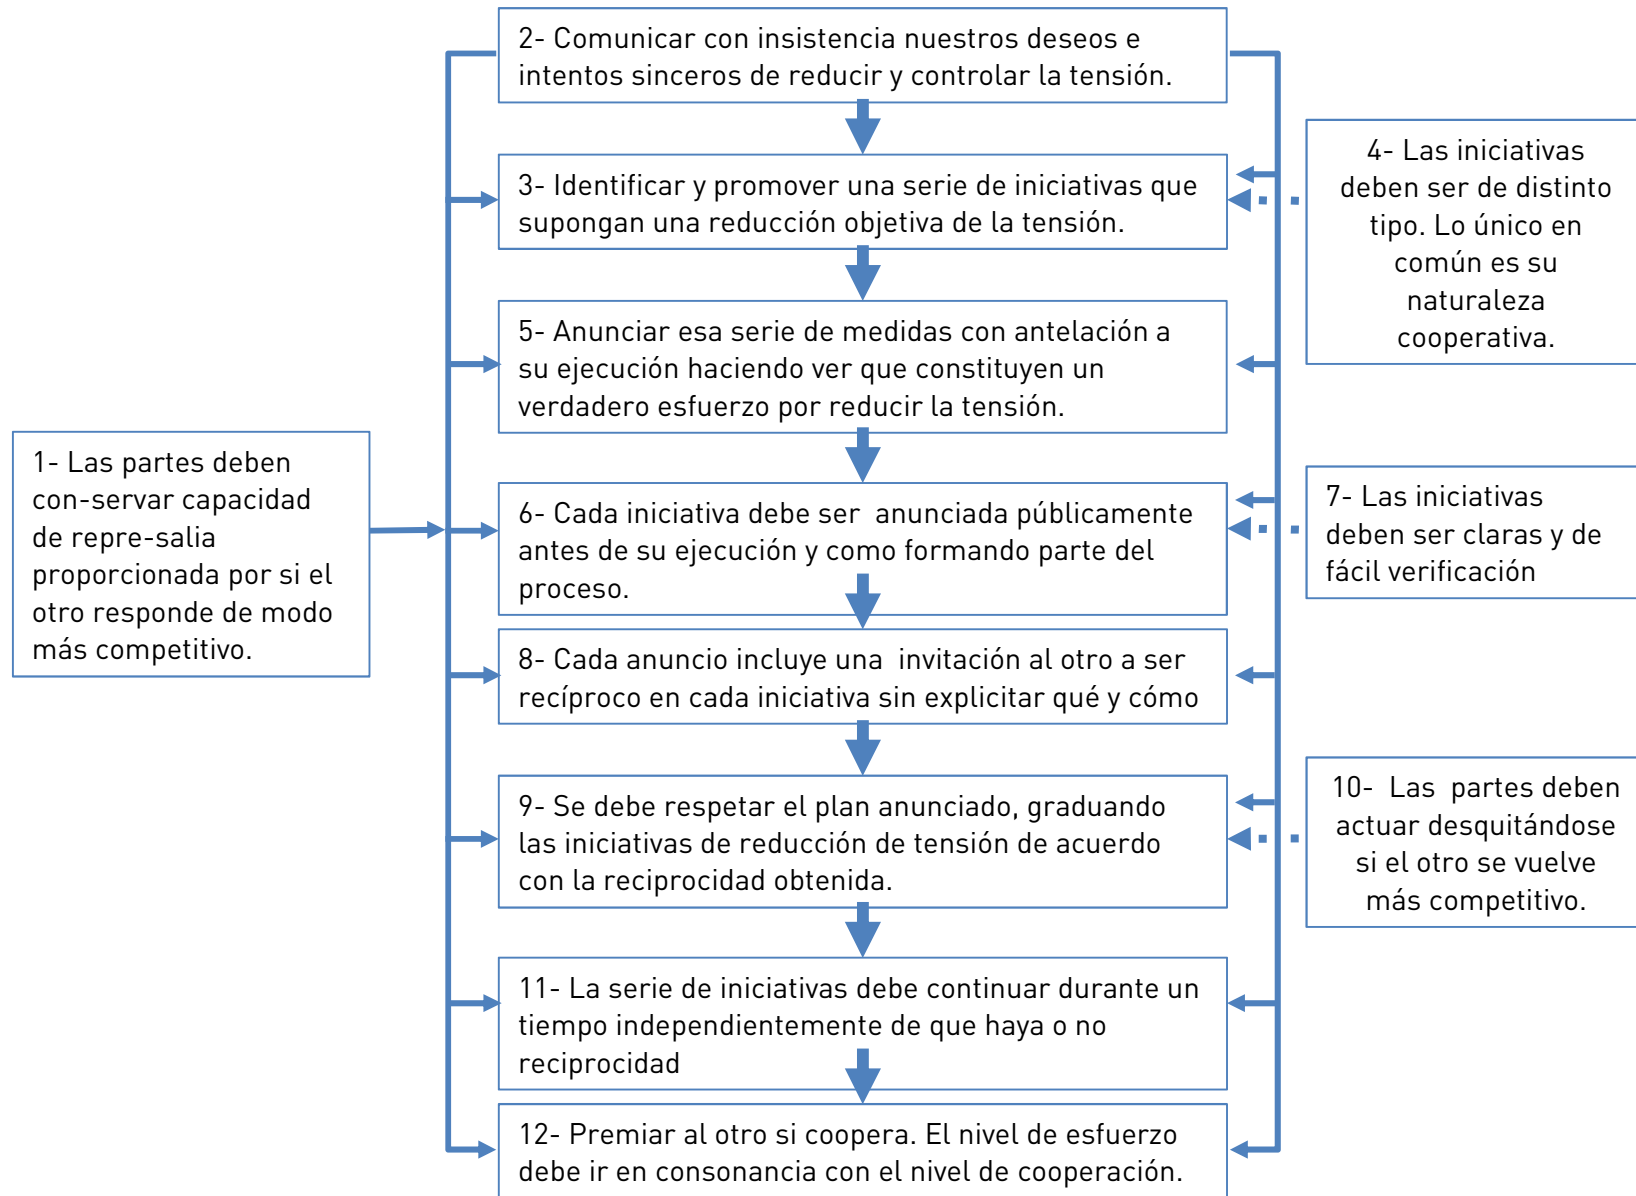 2- Comunicar con insistencia nuestros deseos e
intentos sinceros de reducir y controlar la tensión.
3- Identificar y promover una serie de iniciativas que
supongan una reducción objetiva de la tensión.
4- Las iniciativas
deben ser de distinto
tipo. Lo único en
común es su
naturaleza
cooperativa.
5- Anunciar esa serie de medidas con antelación a
su ejecución haciendo ver que constituyen un
verdadero esfuerzo por reducir la tensión.
1- Las partes deben
con-servar capacidad
de repre-salia
proporcionada por si el
otro responde de modo
más competitivo.
6- Cada iniciativa debe ser  anunciada públicamente
antes de su ejecución y como formando parte del
proceso.
7- Las iniciativas
deben ser claras y de
fácil verificación
8- Cada anuncio incluye una  invitación al otro a ser
recíproco en cada iniciativa sin explicitar qué y cómo
9- Se debe respetar el plan anunciado, graduando
las iniciativas de reducción de tensión de acuerdo
con la reciprocidad obtenida.
10-  Las  partes deben
actuar desquitándose
si el otro se vuelve
más competitivo.
11- La serie de iniciativas debe continuar durante un
tiempo independientemente de que haya o no
reciprocidad
12- Premiar al otro si coopera. El nivel de esfuerzo
debe ir en consonancia con el nivel de cooperación.